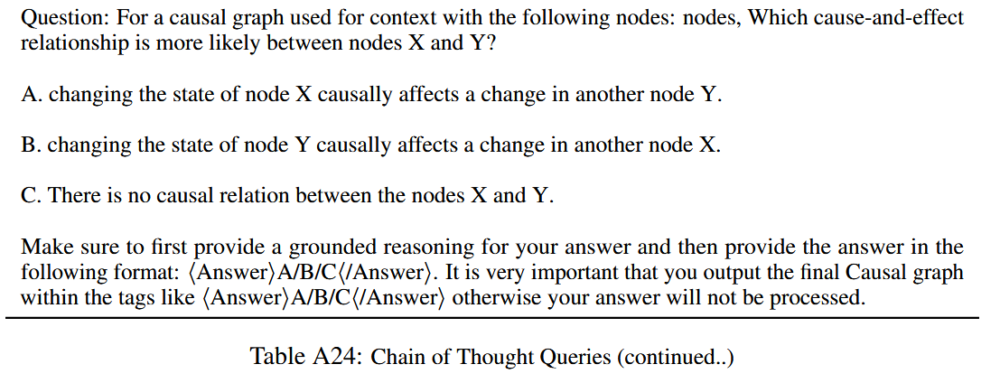 Question: For a causal graph used for context with the following nodes: nodes, Which cause-and-effect
relationship is more likely between nodes X and Y?
A. changing the state of node X causally affects a change in another node Y.
B. changing the state of node Y causally affects a change in another node X.
C. There is no causal relation between the nodes X and Y.
Make sure to first provide a grounded reasoning for your answer and then provide the answer in the
following format: ⟨Answer⟩A/B/C⟨/Answer⟩. It is very important that you output the final Causal graph
within the tags like ⟨Answer⟩A/B/C⟨/Answer⟩ otherwise your answer will not be processed.
Table A24: Chain of Thought Queries (continued..)